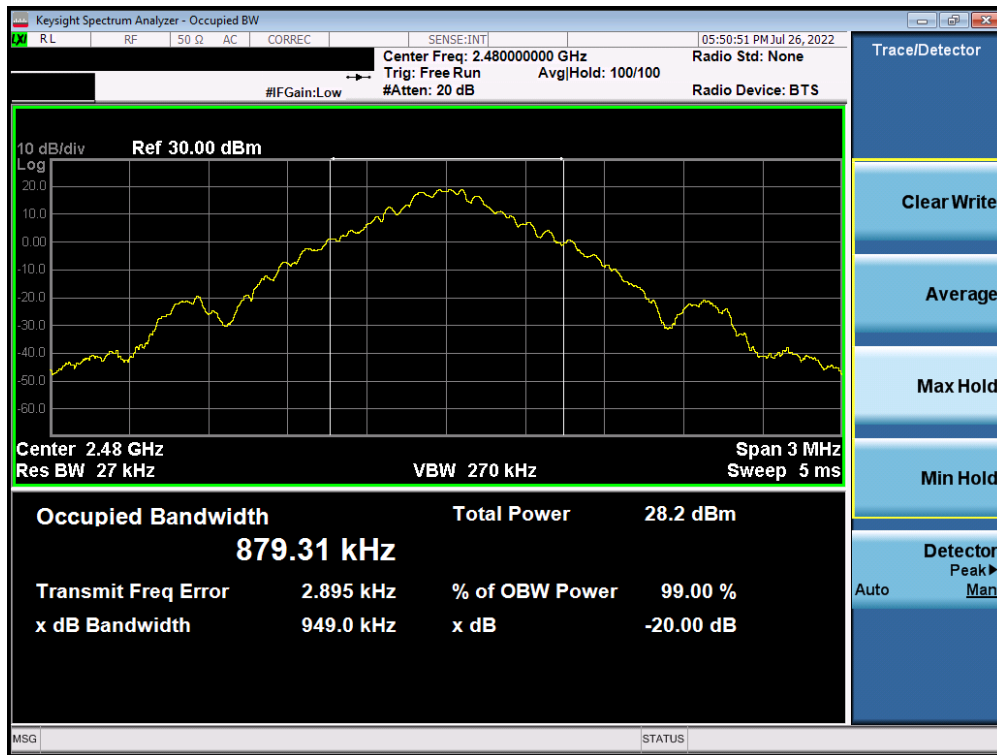 Keysight Spectrum Analyzer - Occupied BW
LXI RL RF 50 Ω AC CORREC SENSE:INT 05:50:51 PM Jul 26, 2022
Center Freq: 2.480000000 GHz Radio Std: None
Trig: Free Run Avg|Hold: 100/100
#IFGain:Low #Atten: 20 dB Radio Device: BTS
Trace/Detector
10 dB/div Ref 30.00 dBm
Log
20.0
10.0
0.00
-10.0
-20.0
-30.0
-40.0
-50.0
-60.0
Center 2.48 GHz Span 3 MHz
Res BW 27 kHz VBW 270 kHz Sweep 5 ms
Occupied Bandwidth Total Power 28.2 dBm
879.31 kHz
Transmit Freq Error 2.895 kHz % of OBW Power 99.00 %
x dB Bandwidth 949.0 kHz x dB -20.00 dB
Clear Write
Average
Max Hold
Min Hold
Detector
Peak▶
Auto Man
MSG STATUS